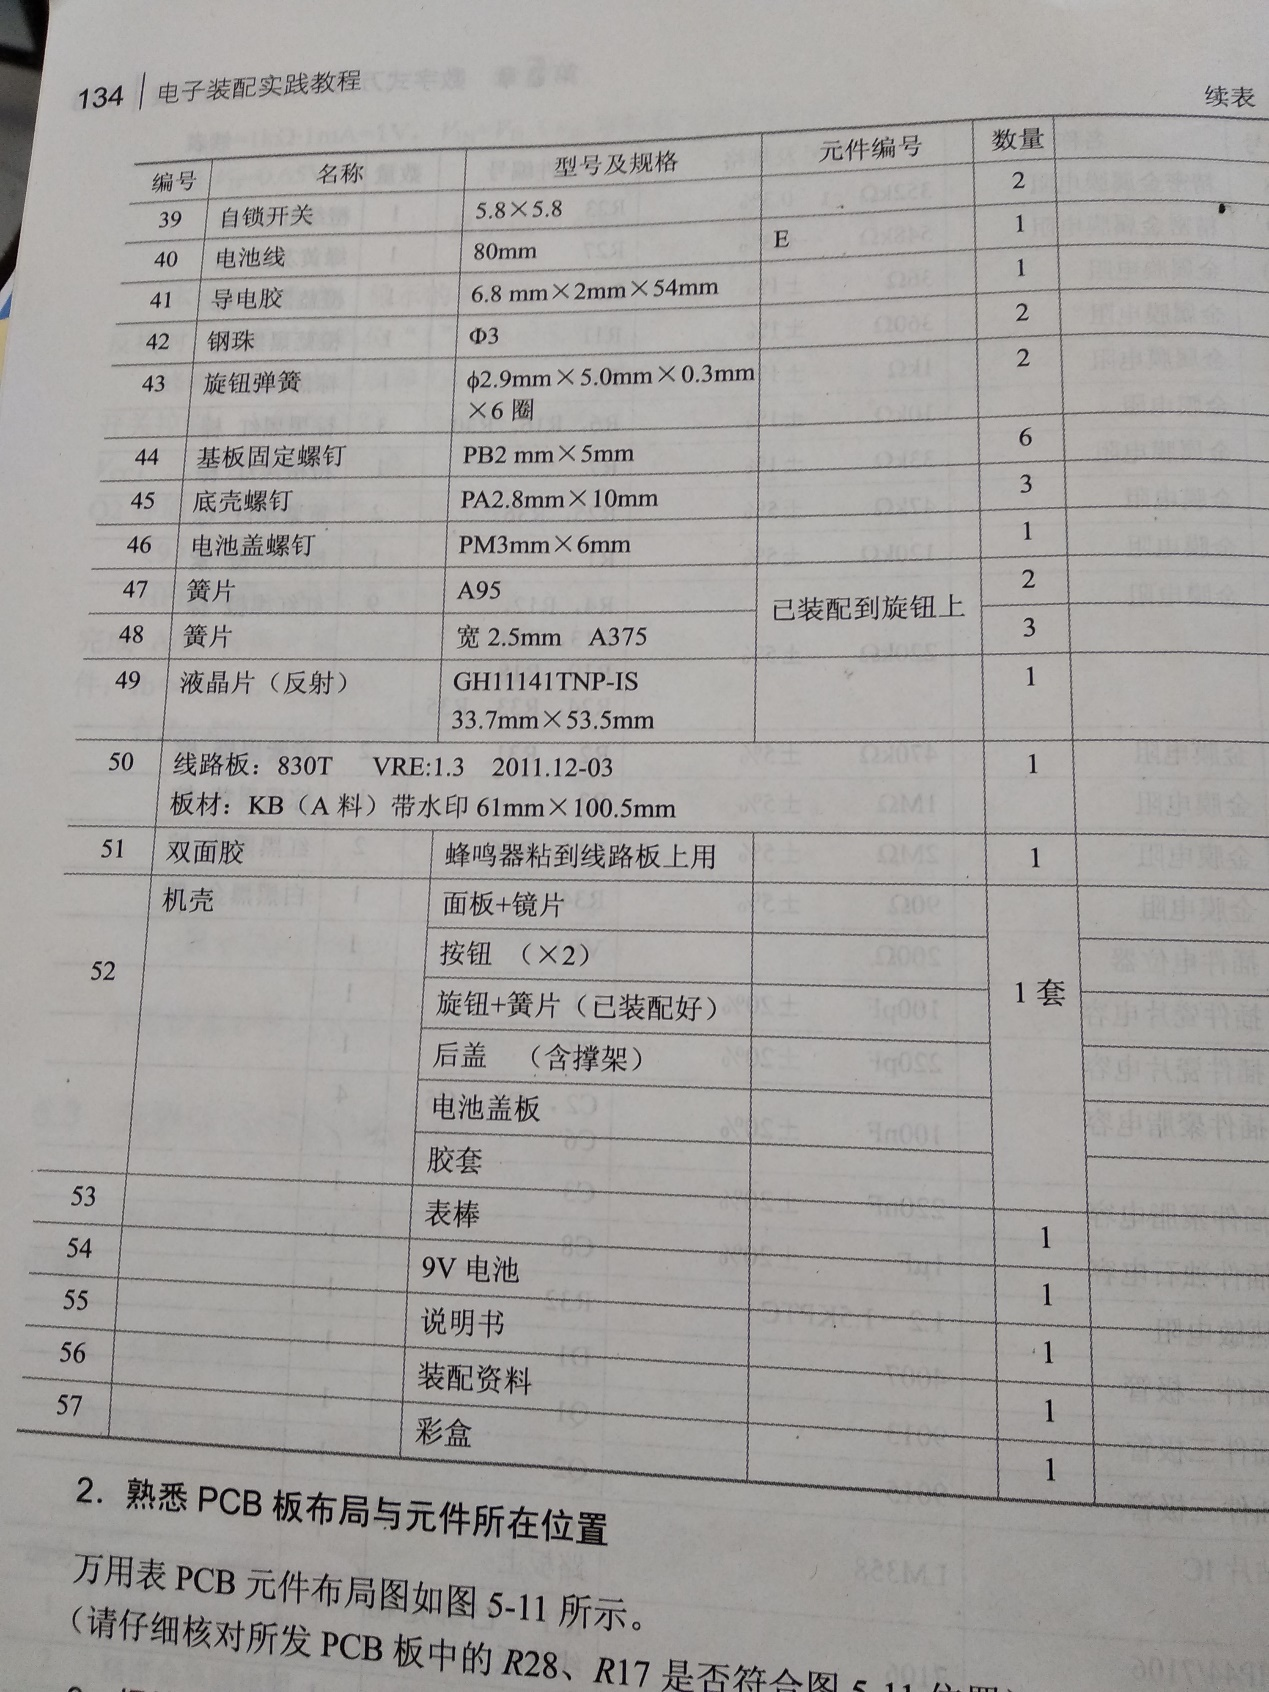 134 电子装配实践教程
续表
编号 名称 型号及规格 元件编号 数量
39 自锁开关 5.8×5.8 2
40 电池线 80mm E 1
41 导电胶 6.8 mm×2mm×54mm 1
42 钢珠 Φ3 2
43 旋钮弹簧 ϕ2.9mm×5.0mm×0.3mm 2
×6 圈
44 基板固定螺钉 PB2 mm×5mm 6
45 底壳螺钉 PA2.8mm×10mm 3
46 电池盖螺钉 PM3mm×6mm 1
47 簧片 A95 已装配到旋钮上 2
48 簧片 宽 2.5mm A375 3
49 液晶片（反射） GH11141TNP-IS 1
33.7mm×53.5mm
50 线路板：830T VRE:1.3 2011.12-03 1
板材：KB（A 料）带水印 61mm×100.5mm
51 双面胶 蜂鸣器粘到线路板上用 1
52 机壳 面板+镜片 1 套
按钮 （×2）
旋钮+簧片（已装配好）
后盖 （含撑架）
电池盖板
胶套
53 表棒 1
54 9V 电池 1
55 说明书 1
56 装配资料 1
57 彩盒 1
2. 熟悉 PCB 板布局与元件所在位置
万用表 PCB 元件布局图如图 5-11 所示。
（请仔细核对所发 PCB 板中的 R28、R17 是否符合图 5-11 位置